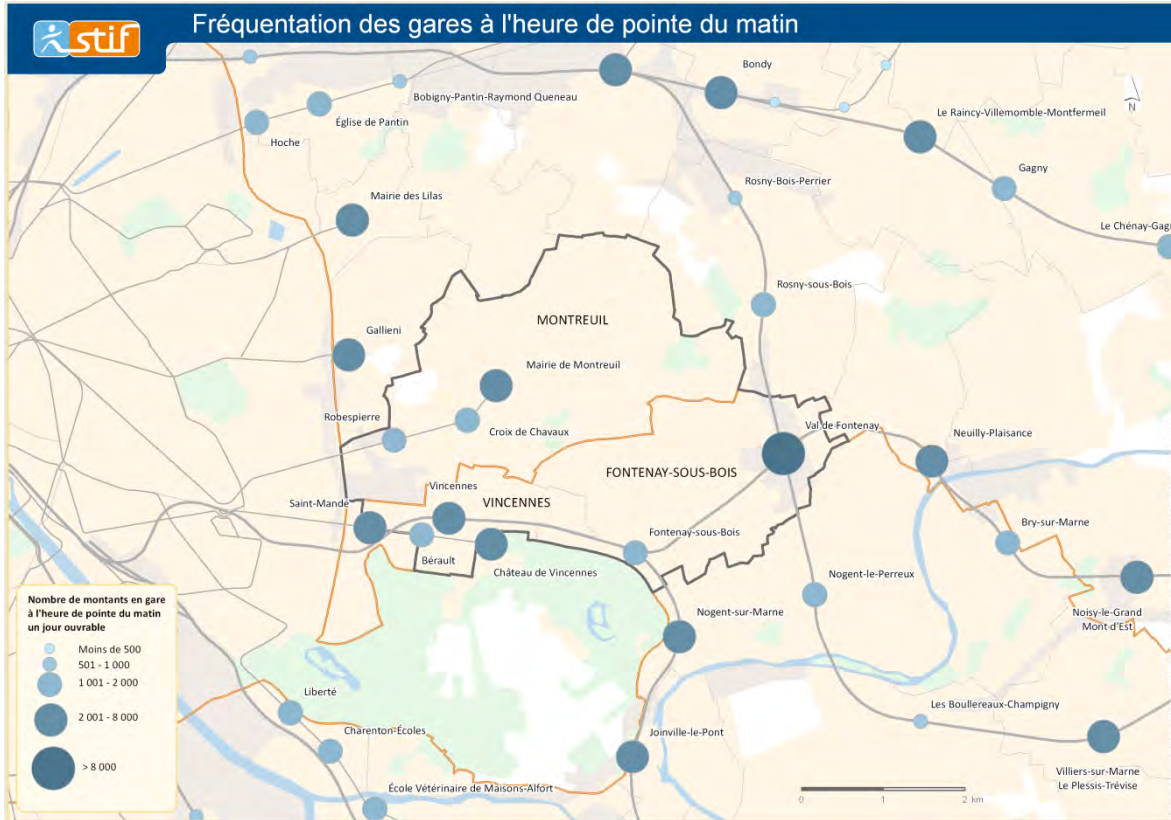 stif
Fréquentation des gares à l'heure de pointe du matin
Bondy
N
Bobigny-Pantin-Raymond Queneau
Le Raincy-Villemomble-Montfermeil
Église de Pantin
Hoche
Gagny
Rosny-Bois-Perrier
Mairie des Lilas
Le Chénay-Gag
Rosny-sous-Bois
MONTREUIL
Gallieni
Mairie de Montreuil
Robespierre
Croix de Chavaux
Val de Fontenay
Neuilly-Plaisance
FONTENAY-SOUS-BOIS
Vincennes
Saint-Mandé
VINCENNES
Bry-sur-Marne
Fontenay-sous-Bois
Bérault
Château de Vincennes
Nogent-le-Perreux
Nogent-sur-Marne
Noisy-le-Grand
Mont d'Est
Nombre de montants en gare
à l'heure de pointe du matin
un jour ouvrable
Moins de 500
501 - 1 000
1 001 - 2 000
2 001 - 8 000
> 8 000
Liberté
Charenton-Écoles
Les Boullereaux-Champigny
Joinville-le-Pont
Villiers-sur-Marne
Le Plessis-Trévise
École Vétérinaire de Maisons-Alfort
0 1 2 km